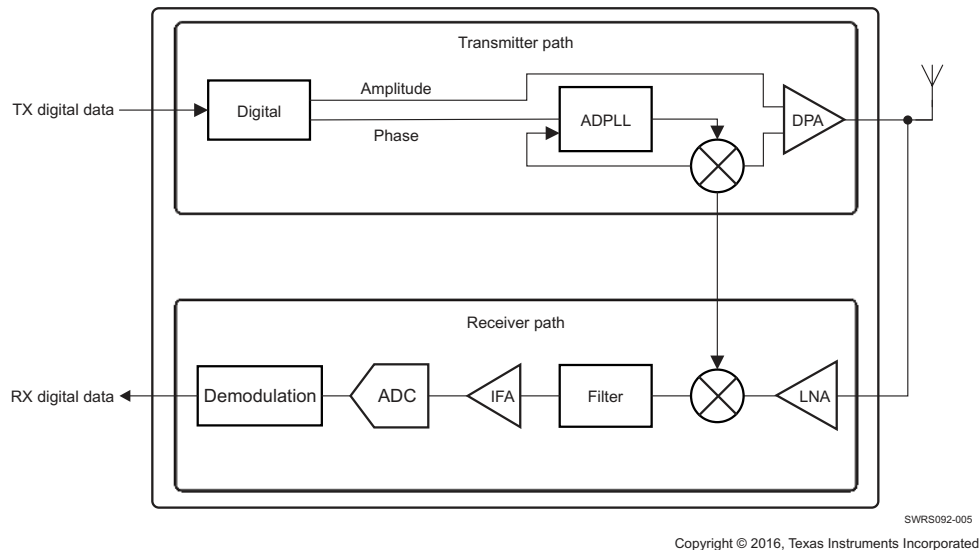 Transmitter path
Amplitude
TX digital data
Digital
ADPLL
DPA
Phase
Receiver path
RX digital data
Demodulation
ADC
IFA
Filter
LNA
SWRS092-005
Copyright © 2016, Texas Instruments Incorporated